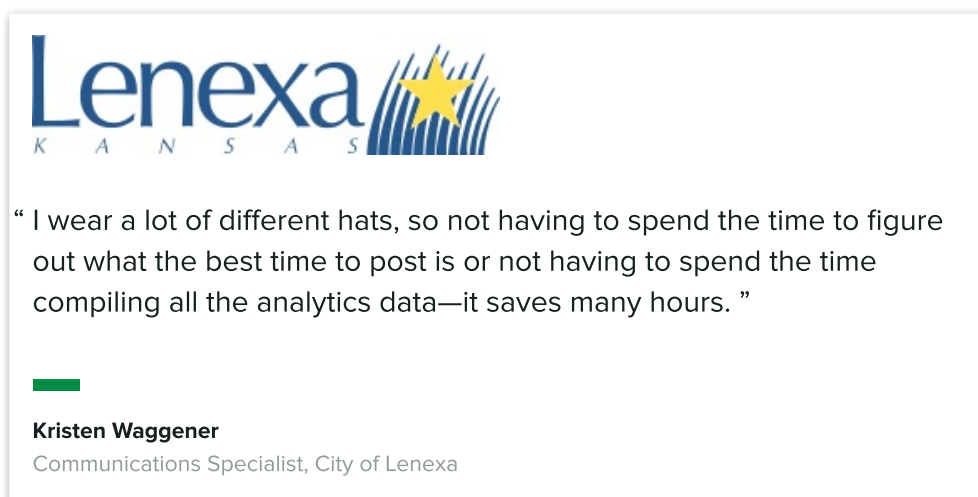 Lenexa
KANSAS
“ I wear a lot of different hats, so not having to spend the time to figure
out what the best time to post is or not having to spend the time
compiling all the analytics data—it saves many hours. ”
Kristen Waggener
Communications Specialist, City of Lenexa